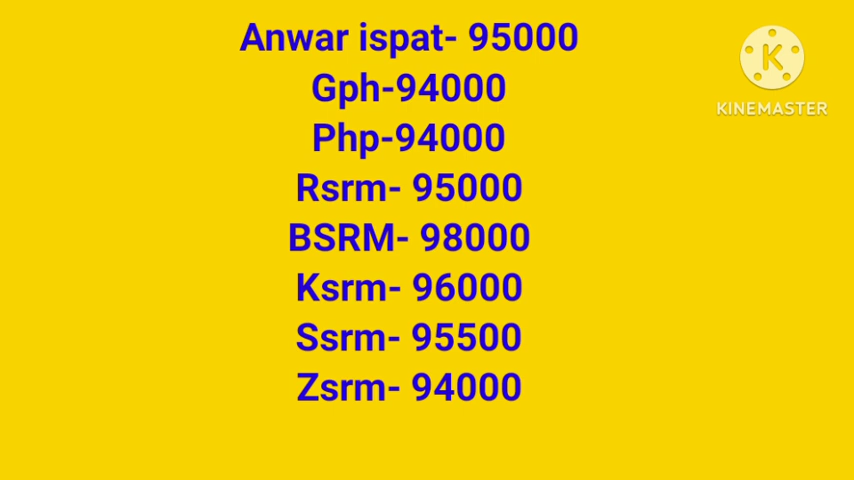 Anwar ispat- 95000
Gph-94000
Php-94000
Rsrm- 95000
BSRM- 98000
Ksrm- 96000
Ssrm- 95500
Zsrm- 94000
K
KINEMASTER